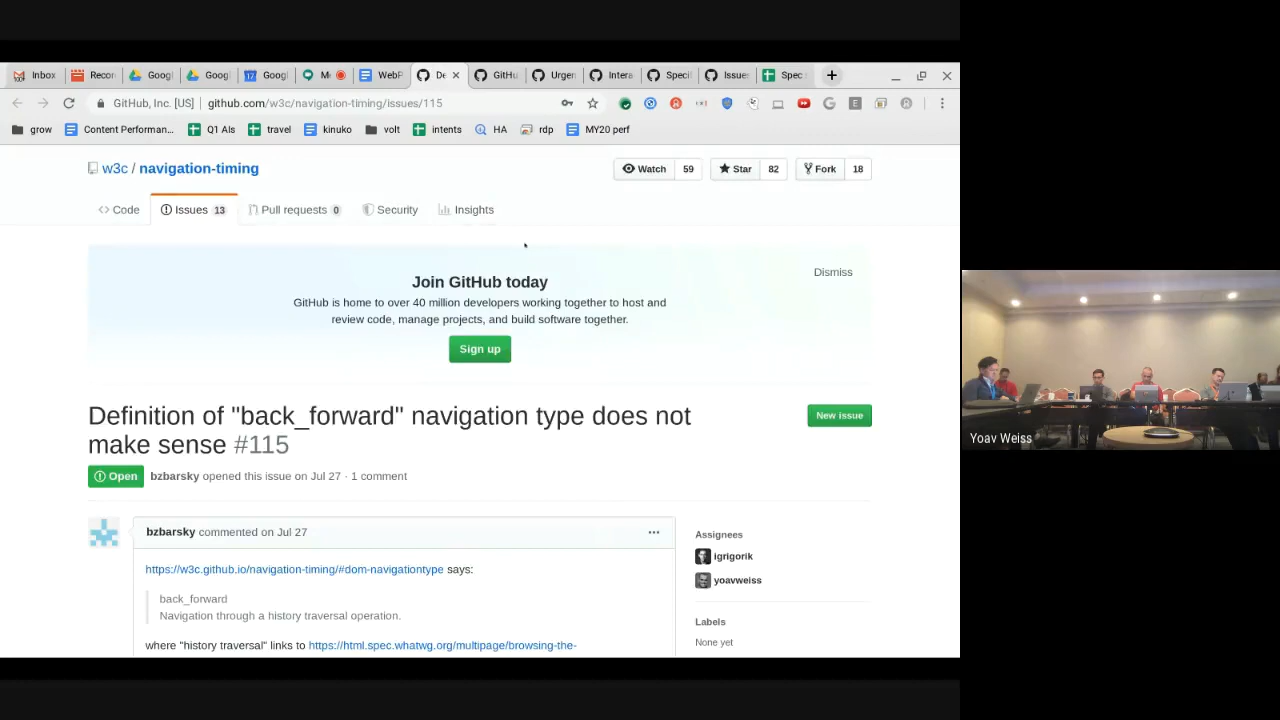 Inbox
Recor
Googl
Googl
Googl
WebP
De
GitHu
Urgen
Intera
Specif
Issues
Spec
GitHub, Inc. [US] | github.com/w3c/navigation-timing/issues/115
grow
Content Performan...
Q1 AIs
travel
kinuko
volt
intents
HA
rdp
MY20 perf
w3c / navigation-timing
Watch 59
Star 82
Fork 18
Code
Issues 13
Pull requests 0
Security
Insights
Join GitHub today
Dismiss
GitHub is home to over 40 million developers working together to host and
review code, manage projects, and build software together.
Sign up
Definition of "back_forward" navigation type does not
make sense #115
New issue
Open bzbarsky opened this issue on Jul 27 · 1 comment
bzbarsky commented on Jul 27
https://w3c.github.io/navigation-timing/#dom-navigationtype says:
back_forward
Navigation through a history traversal operation.
where "history traversal" links to https://html.spec.whatwg.org/multipage/browsing-the-
Assignees
igrigorik
yoavweiss
Labels
None yet
Yoav Weiss